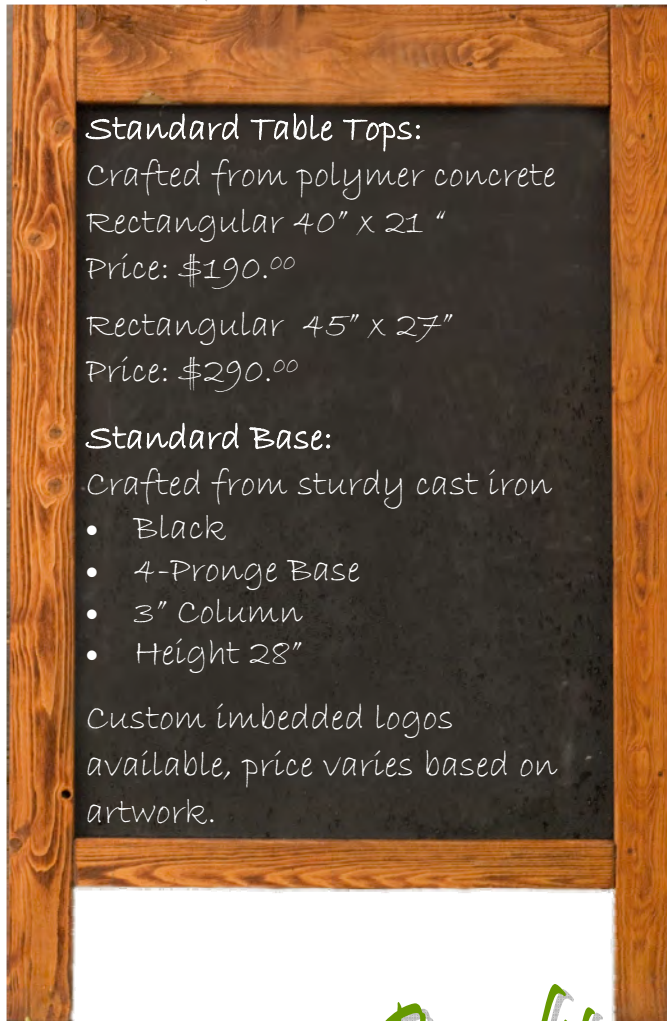 Standard Table Tops:
Crafted from polymer concrete
Rectangular 40” x 21 “
Price: $190.00
Rectangular 45” x 27”
Price: $290.00
Standard Base:
Crafted from sturdy cast iron
• Black
• 4-Pronge Base
• 3” Column
• Height 28”
Custom imbedded logos
available, price varies based on
artwork.